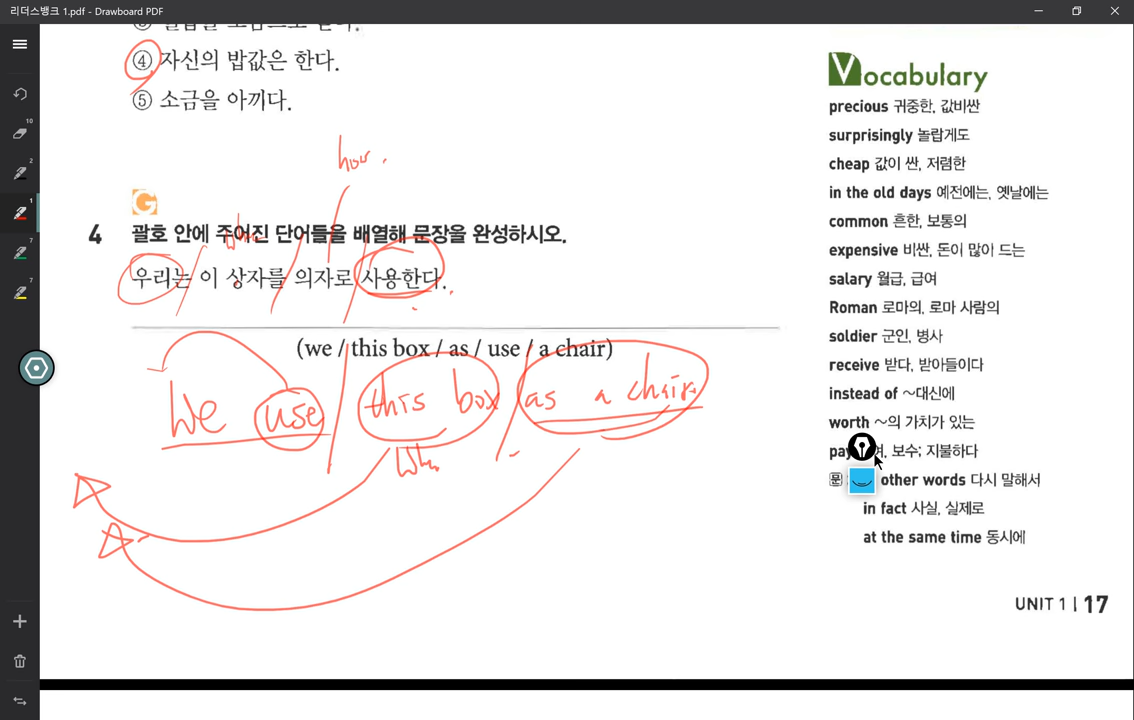 리더스뱅크 1.pdf - Drawboard PDF
④ 자신의 밥값은 한다.
⑤ 소금을 아끼다.
how.
G
4 괄호 안에 주어진 단어들을 배열해 문장을 완성하시오.
우리는 이 상자를 의자로 사용한다.
(we / this box / as / use / a chair)
We use / this box / as a chair.
Vocabulary
precious 귀중한, 값비싼
surprisingly 놀랍게도
cheap 값이 싼, 저렴한
in the old days 예전에는, 옛날에는
common 흔한, 보통의
expensive 비싼, 돈이 많이 드는
salary 월급, 급여
Roman 로마의, 로마 사람의
soldier 군인, 병사
receive 받다, 받아들이다
instead of ～대신에
worth ～의 가치가 있는
보수; 지불하다
문 other words 다시 말해서
in fact 사실, 실제로
at the same time 동시에
UNIT 1 | 17
10
2
1
7
7